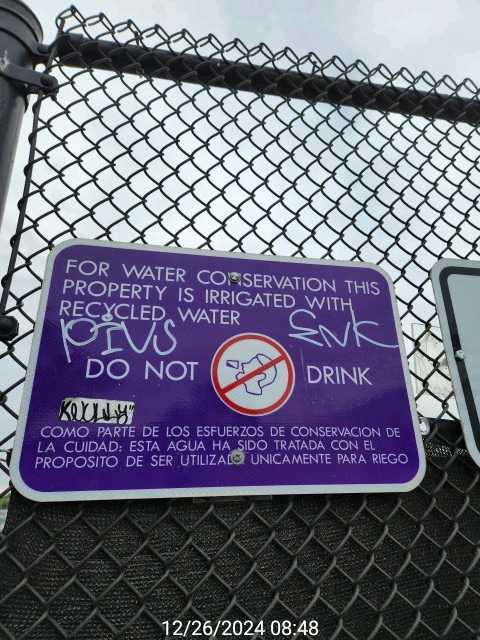 FOR WATER CONSERVATION THIS
PROPERTY IS IRRIGATED WITH
RECYCLED WATER
DO NOT DRINK
COMO PARTE DE LOS ESFUERZOS DE CONSERVACION DE
LA CUIDAD: ESTA AGUA HA SIDO TRATADA CON EL
PROPOSITO DE SER UTILIZADO UNICAMENTE PARA RIEGO
12/26/2024 08:48